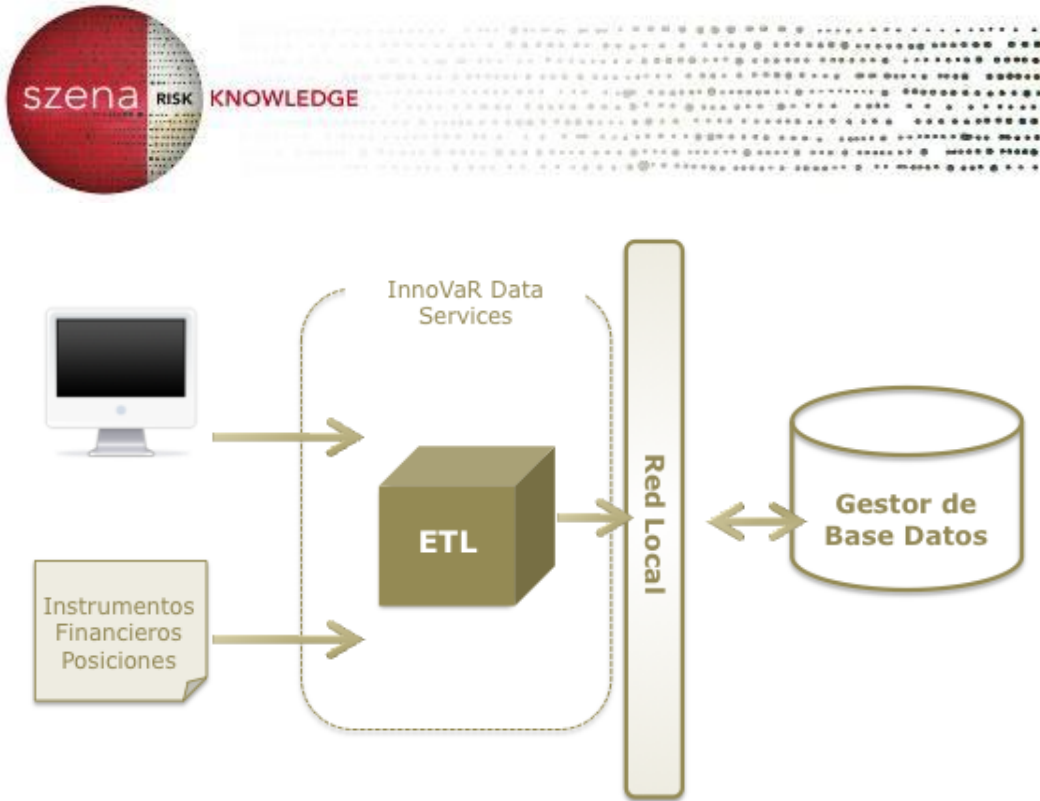 szena RISK KNOWLEDGE
InnoVaR Data
Services
ETL
Red Local
Gestor de
Base Datos
Instrumentos
Financieros
Posiciones